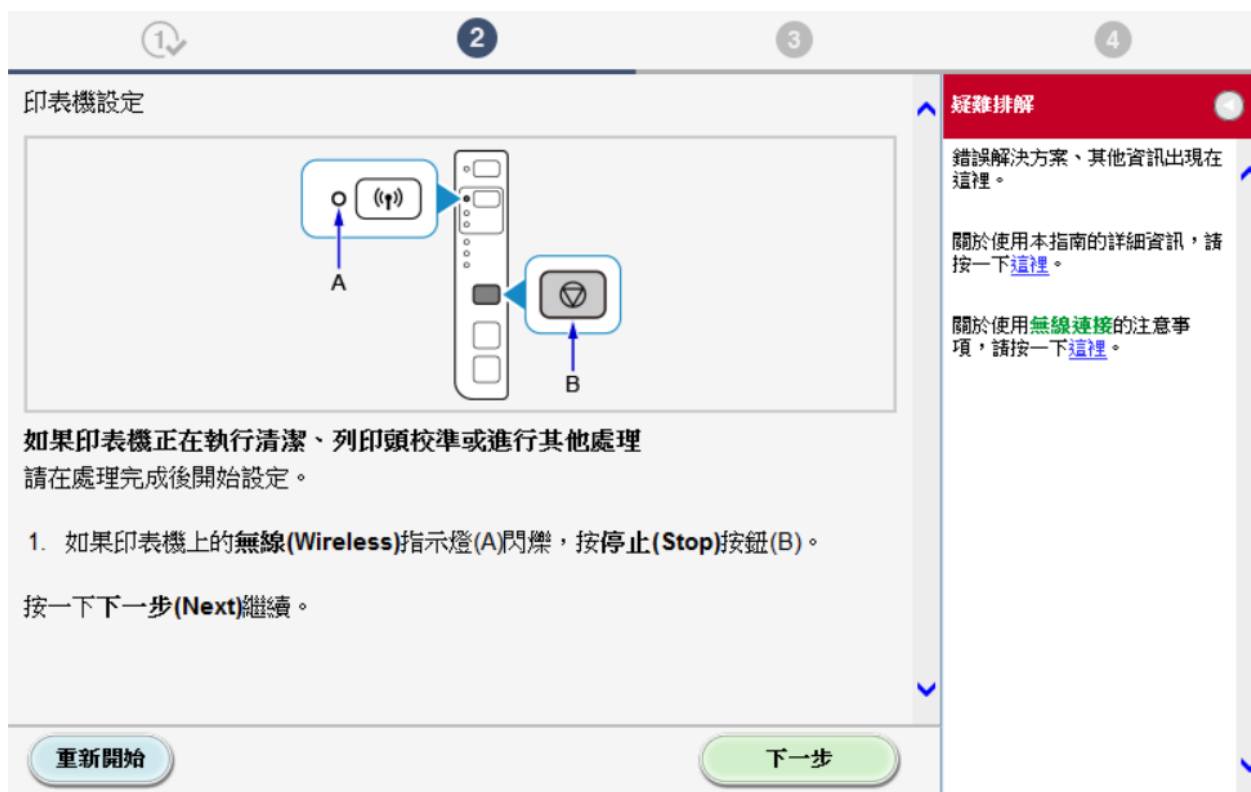 1 2 3 4
印表機設定
A
B
如果印表機正在執行清潔、列印頭校準或進行其他處理
請在處理完成後開始設定。
1. 如果印表機上的無線(Wireless)指示燈(A)閃爍，按停止(Stop)按鈕(B)。
按一下下一步(Next)繼續。
重新開始
下一步
疑難排解
錯誤解決方案、其他資訊出現在
這裡。
關於使用本指南的詳細資訊，請
按一下這裡。
關於使用無線連接的注意事
項，請按一下這裡。